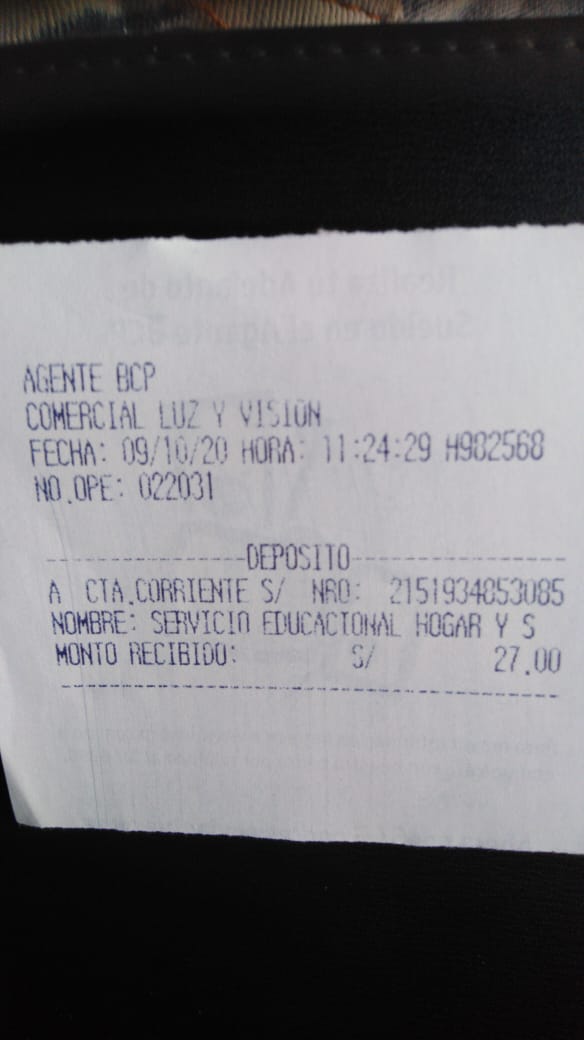 AGENTE BCP
COMERCIAL LUZ Y VISION
FECHA: 09/10/20 HORA: 11:24:29 H982568
NO.OPE: 022031
DEPOSITO
A CTA.CORRIENTE S/ NRO: 2151934853085
NOMBRE: SERVICIO EDUCACIONAL HOGAR Y S
MONTO RECIBIDO: S/ 27.00